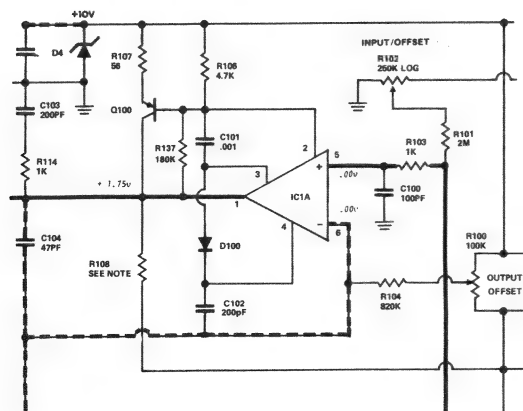 +10V
D4
R107
56
R106
4.7K
INPUT/OFFSET
R102
250K LOG
C103
200PF
Q100
C101
.001
2
R137
180K
R114
1K
3
5
R103
1K
R101
2M
+
.00v
+ 1.75v
1
IC1A
C100
100PF
.00v
-
6
4
C104
47PF
D100
R100
100K
R108
SEE NOTE
OUTPUT
OFFSET
C102
200pF
R104
820K